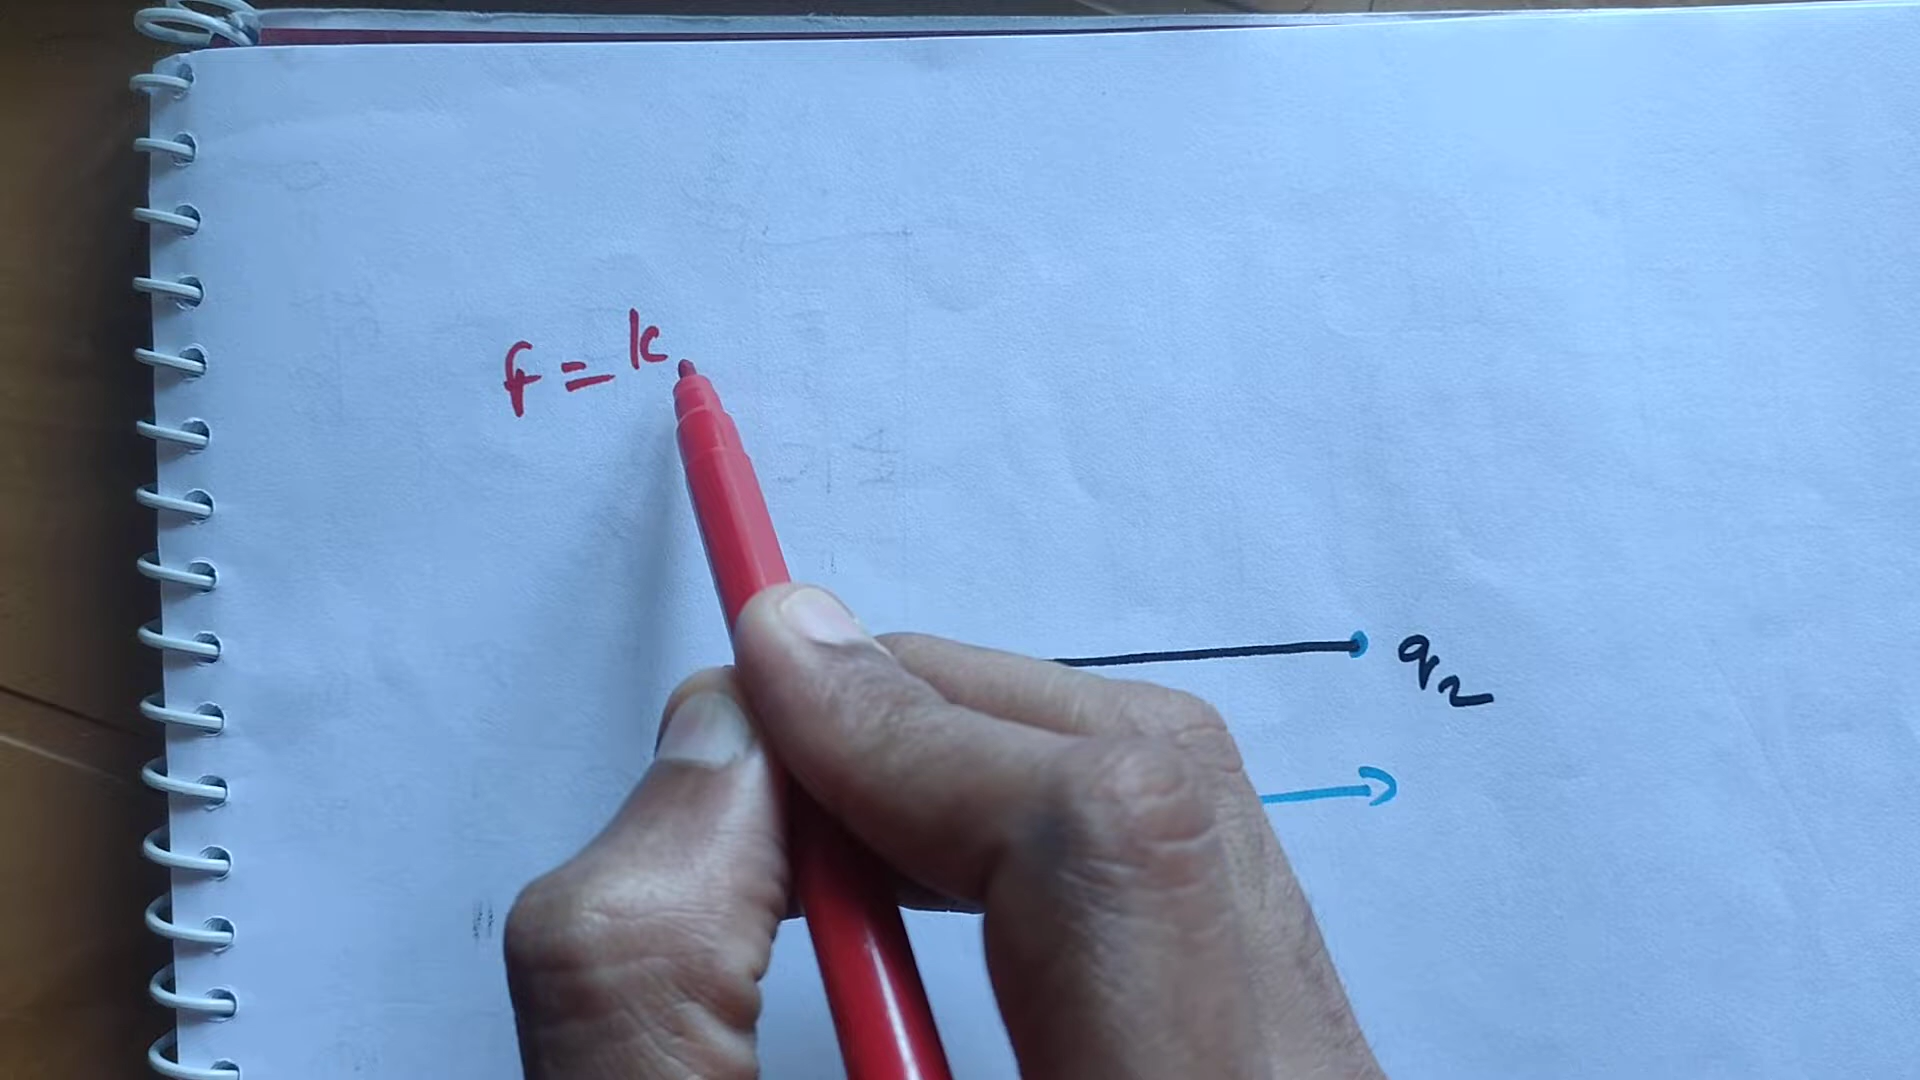 f = k
q2